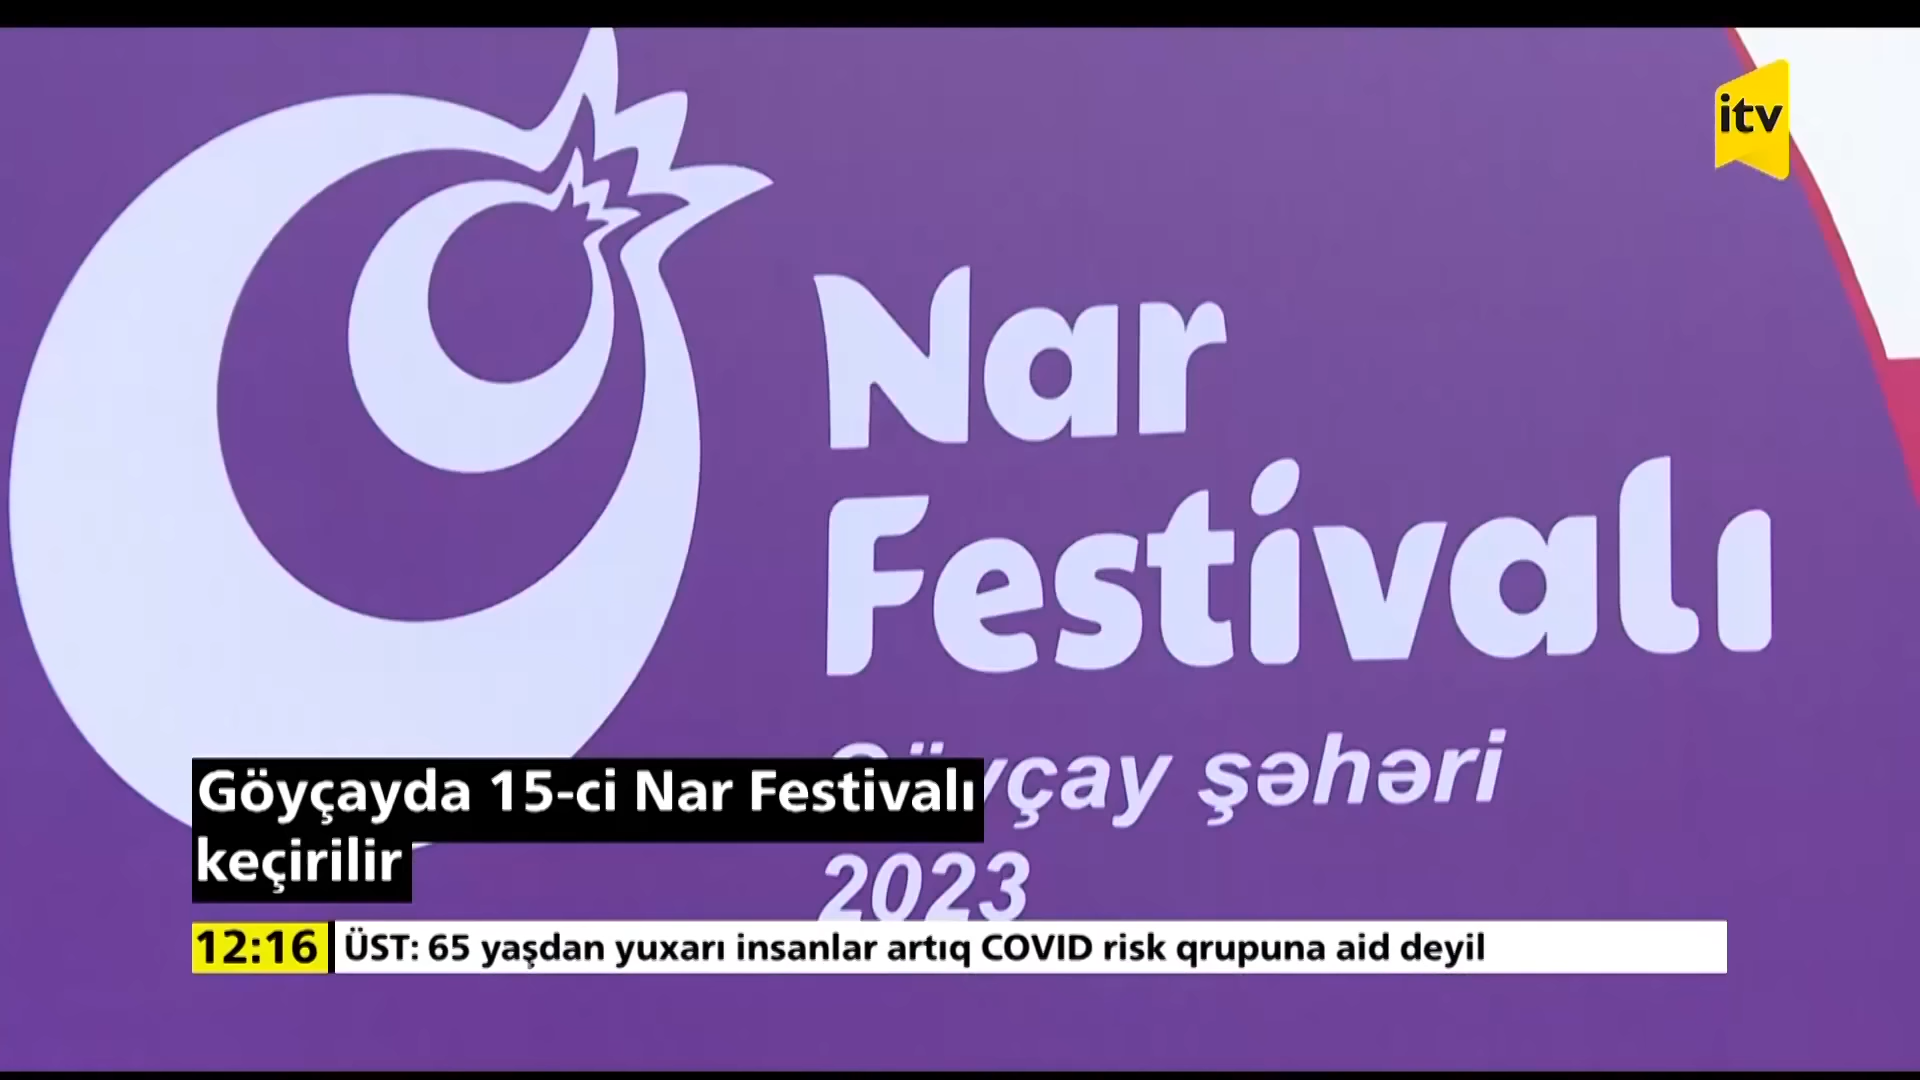 itv
Nar
Festivalı
Göyçay şəhəri
2023
Göyçayda 15-ci Nar Festivalı
keçirilir
12:16 ÜST: 65 yaşdan yuxarı insanlar artıq COVID risk qrupuna aid deyil